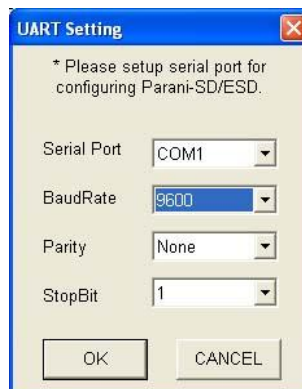 UART Setting
* Please setup serial port for
configuring Parani-SD/ESD.
Serial Port COM1
BaudRate 9600
Parity None
StopBit 1
OK CANCEL